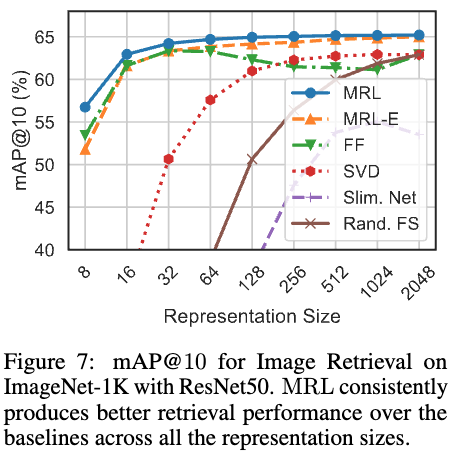 65
60
55
50
45
40
mAP@10 (%)
MRL
MRL-E
FF
SVD
Slim. Net
Rand. FS
8 16 32 64 128 256 512 1024 2048
Representation Size
Figure 7: mAP@10 for Image Retrieval on
ImageNet-1K with ResNet50. MRL consistently
produces better retrieval performance over the
baselines across all the representation sizes.